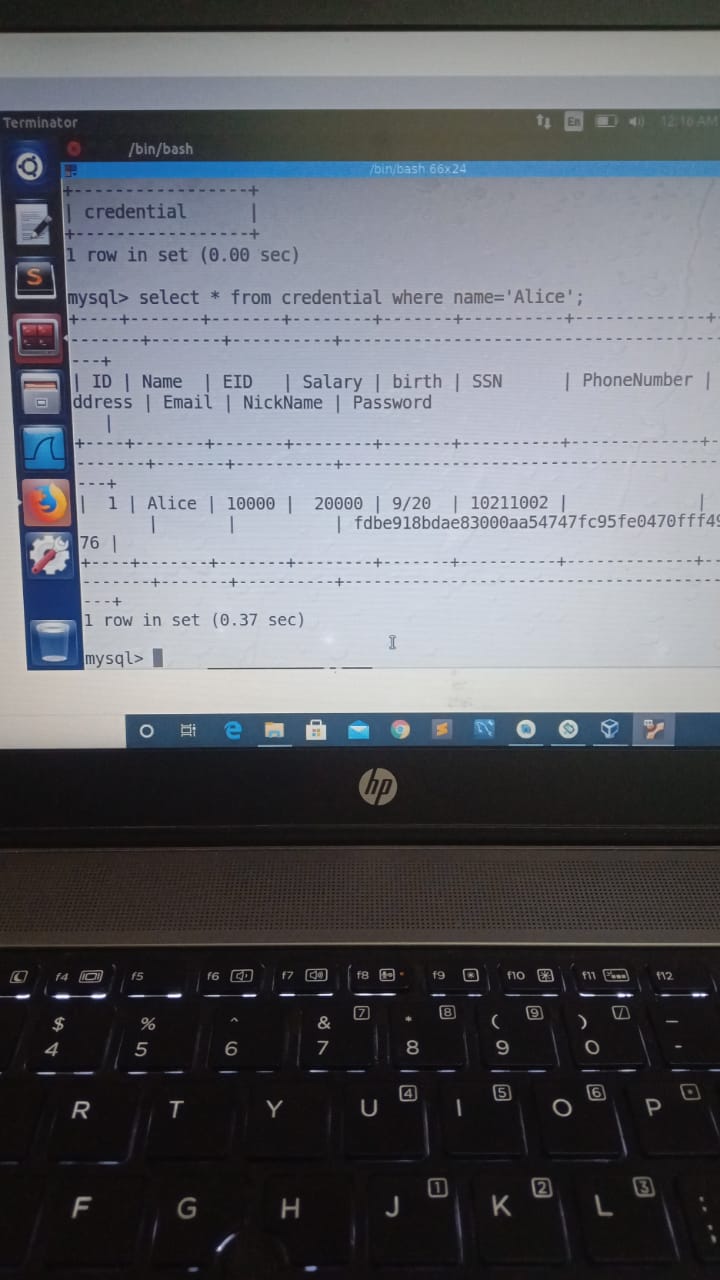 Terminator
En
12:16 AM
/bin/bash
/bin/bash 66x24
+-----------------+
| credential      |
+-----------------+
1 row in set (0.00 sec)
mysql> select * from credential where name='Alice';
| ID | Name  | EID   | Salary | birth | SSN      | PhoneNumber |
ddress | Email | NickName | Password
|
---+
|  1 | Alice | 10000 |  20000 | 9/20  | 10211002 |             |
|       |          | fdbe918bdae83000aa54747fc95fe0470fff49
76 |
---+
1 row in set (0.37 sec)
mysql>
hp
f4 f5 f6 f7 f8 f9 f10 f11 f12
$ % ^ & 7 * 8 ( 9 ) / _
4 5 6 7 8 9 0 -
R T Y U 4 I 5 O 6 P *
F G H J 1 K 2 L 3 :
;